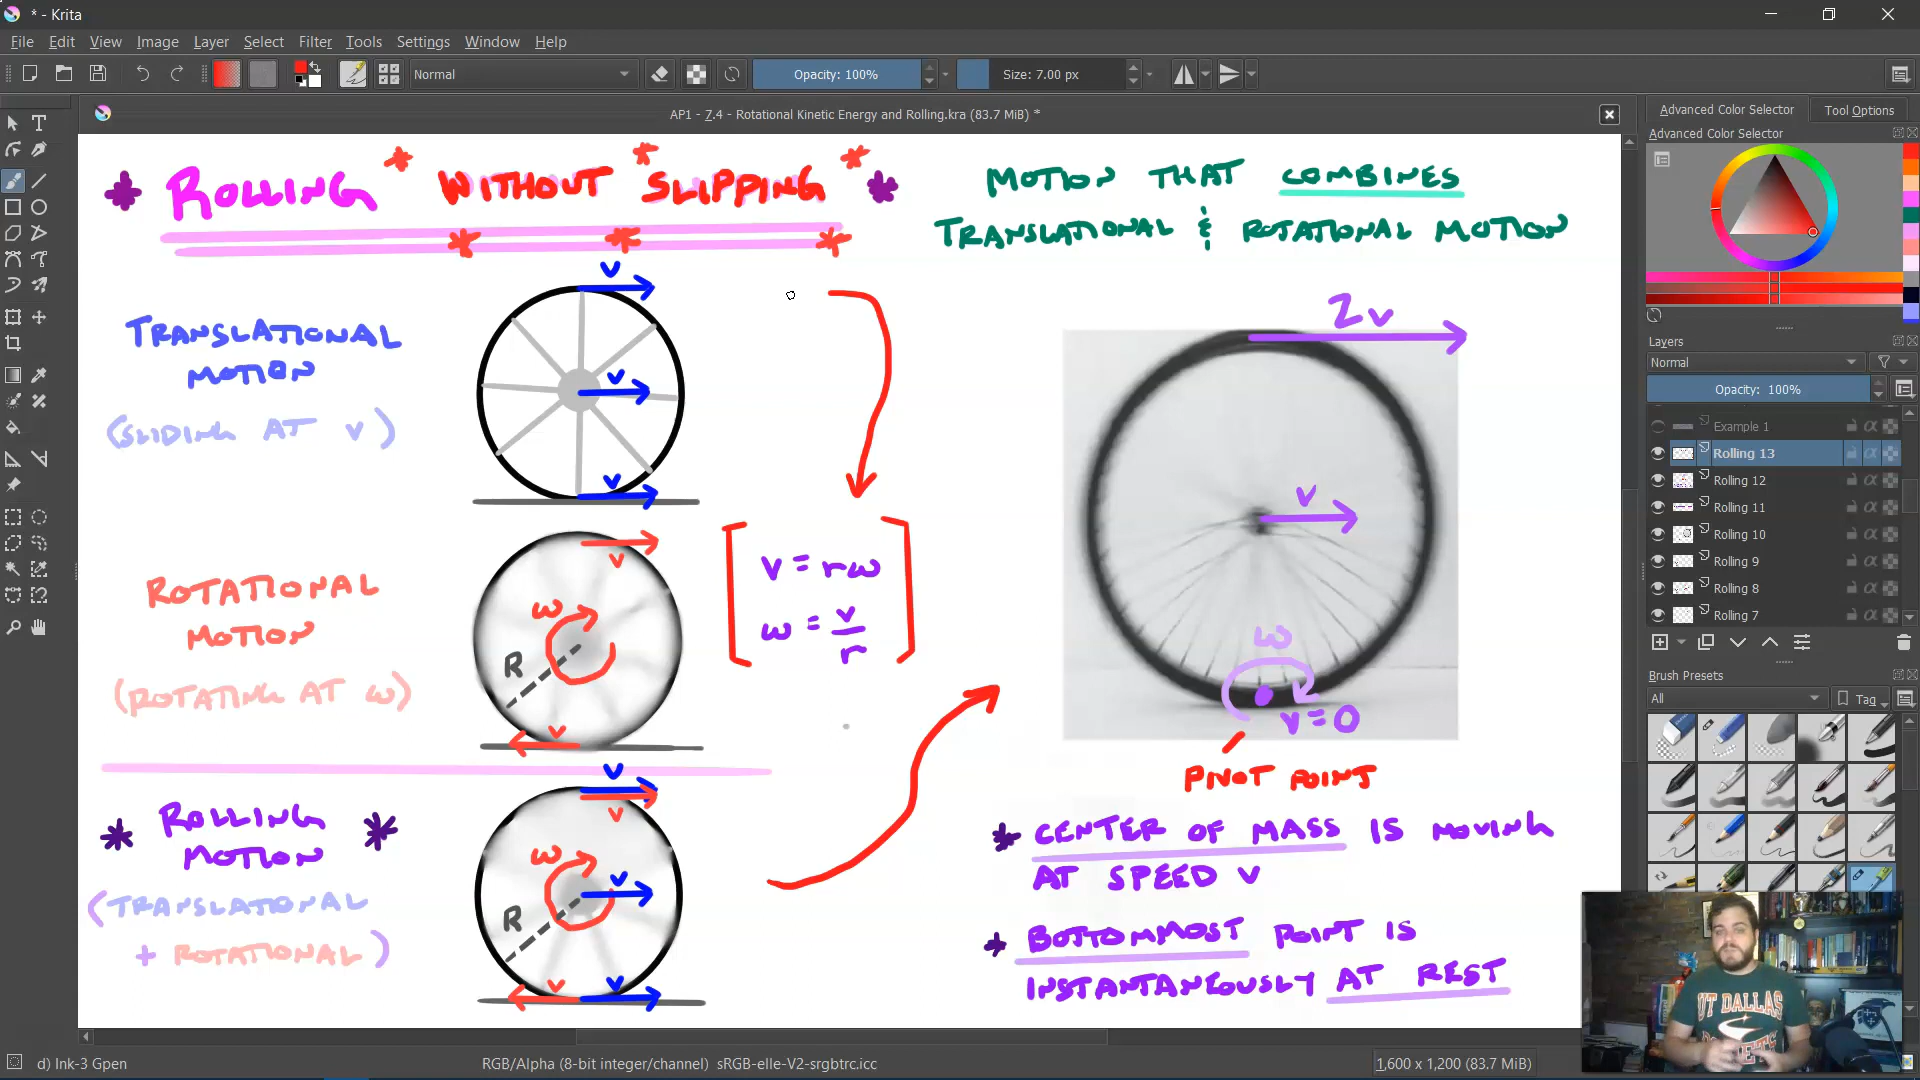 * - Krita
File Edit View Image Layer Select Filter Tools Settings Window Help
Normal
Opacity: 100%
Size: 7.00 px
AP1 - 7.4 - Rotational Kinetic Energy and Rolling.kra (83.7 MiB) *
Advanced Color Selector
Tool Options
Advanced Color Selector
* ROLLING * WITHOUT * SLIPPING * *
MOTION THAT COMBINES
TRANSLATIONAL & ROTATIONAL MOTION
TRANSLATIONAL
MOTION
(SLIDING AT v)
v
v
v
ROTATIONAL
MOTION
(ROTATING AT ω)
v
ω
R
v
v = rω
ω = v/r
* ROLLING *
MOTION
(TRANSLATIONAL
+ ROTATIONAL)
v
v
ω
v
R
v
v
2v
v
ω
v=0
PIVOT POINT
* CENTER OF MASS IS MOVING
AT SPEED v
* BOTTOMMOST POINT IS
INSTANTANEOUSLY AT REST
Layers
Normal
Opacity: 100%
Example 1
Rolling 13
Rolling 12
Rolling 11
Rolling 10
Rolling 9
Rolling 8
Rolling 7
Brush Presets
All
Tag
UT DALLAS
d) Ink-3 Gpen
RGB/Alpha (8-bit integer/channel) sRGB-elle-V2-srgbtrc.icc
1,600 x 1,200 (83.7 MiB)